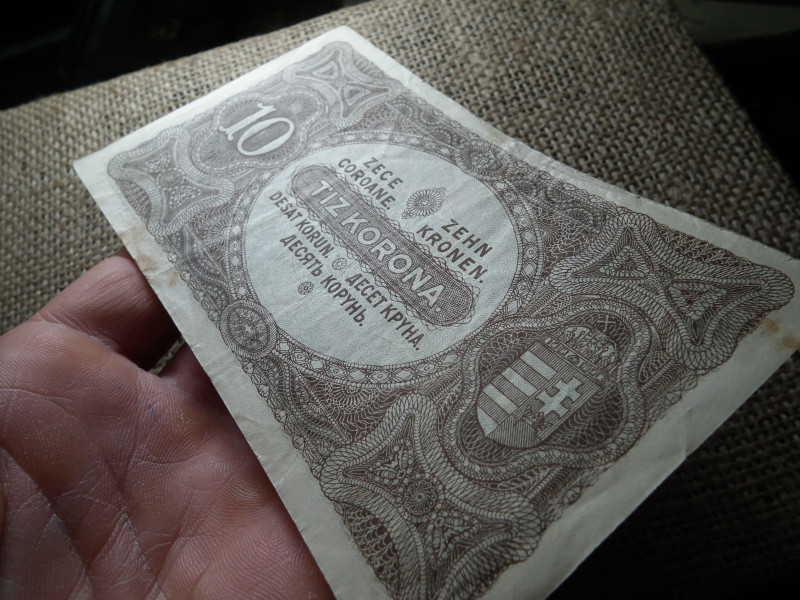 10
ZECE
COROANE.
ZEHN
KRONEN.
TIZ KORONA.
DESAT KORUN.
ДЕСЕТ КРУНА.
ДЕСЯТЬ КОРУНЬ.